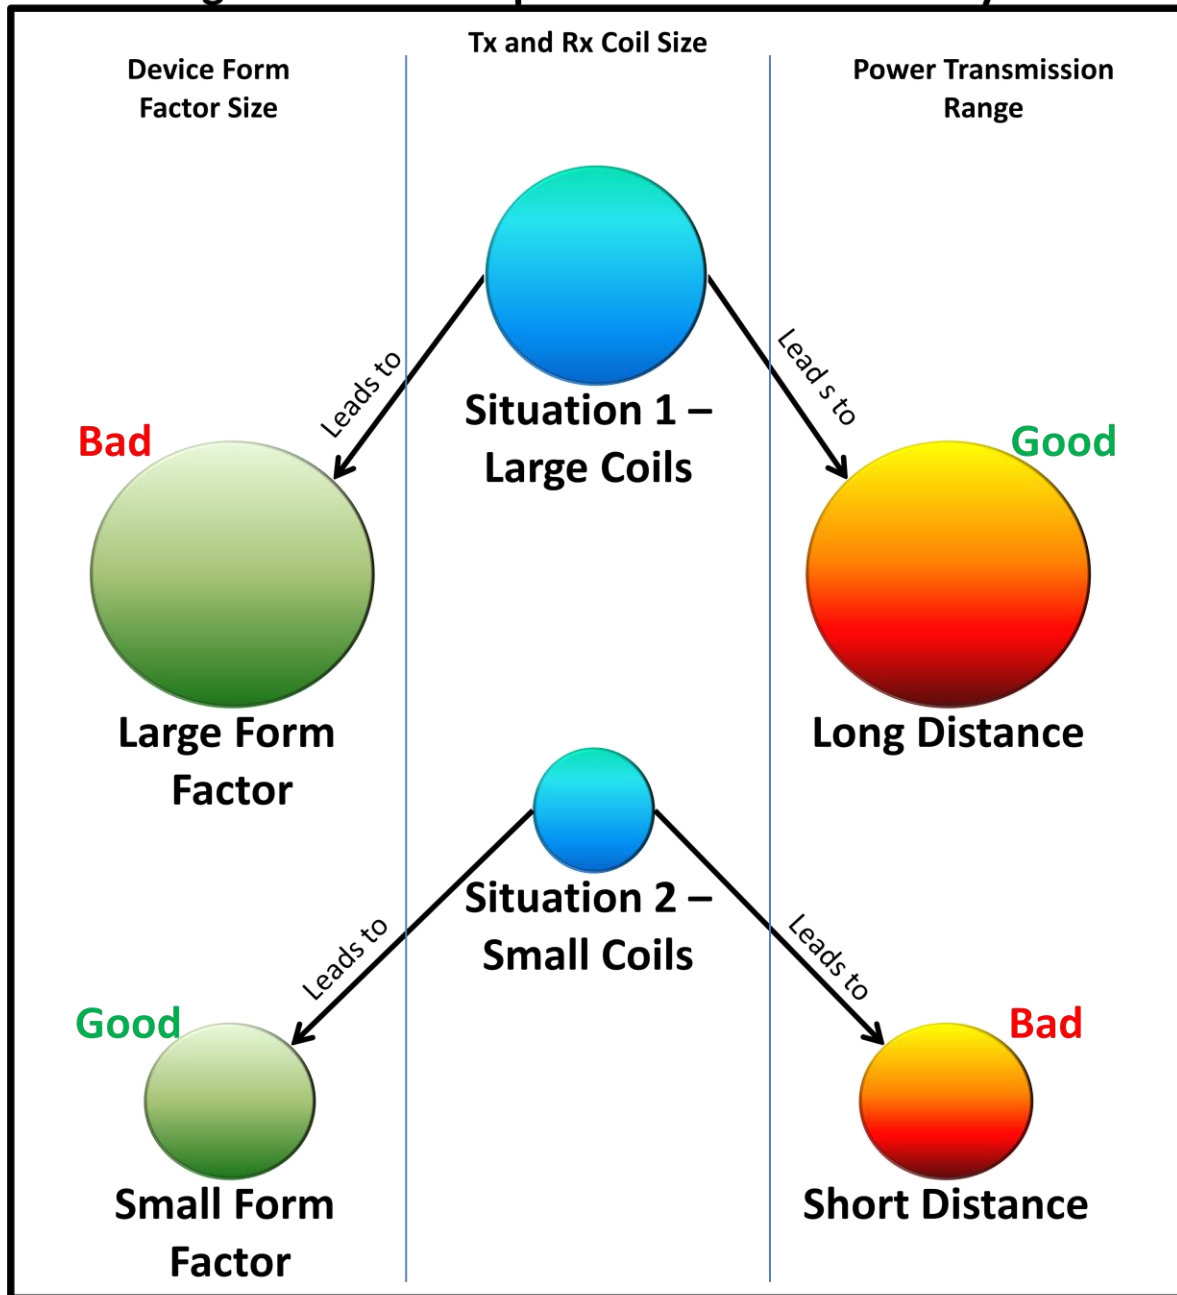 Tx and Rx Coil Size
Device Form
Factor Size
Power Transmission
Range
Leads to
Lead s to
Situation 1 –
Large Coils
Bad
Good
Large Form
Factor
Long Distance
Situation 2 –
Small Coils
Leads to
Leads to
Good
Bad
Small Form
Factor
Short Distance